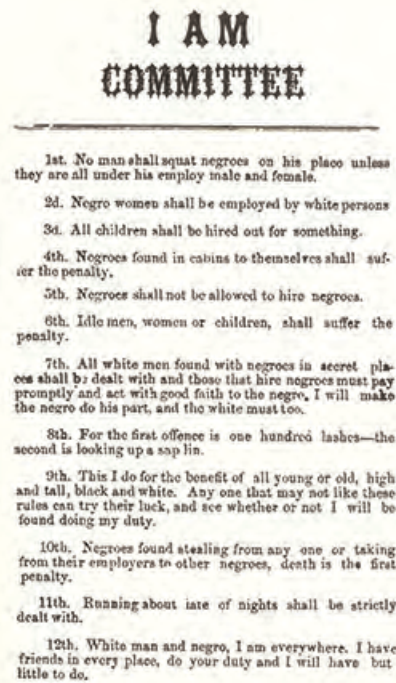 I AM
COMMITTEE
1st. No man shall squat negroes on his place unless
they are all under his employ male and female.
2d. Negro women shall be employed by white persons
3d. All children shall be hired out for something.
4th. Negroes found in cabins to themselves shall suf-
fer the penalty.
5th. Negroes shall not be allowed to hire negroes.
6th. Idle men, women or children, shall suffer the
penalty.
7th. All white men found with negroes in secret pla-
ces shall be dealt with and those that hire negroes must pay
promptly and act with good faith to the negro. I will make
the negro do his part, and the white must too.
8th. For the first offence is one hundred lashes—the
second is looking up a sap lin.
9th. This I do for the benefit of all young or old, high
and tall, black and white. Any one that may not like these
rules can try their luck, and see whether or not I will be
found doing my duty.
10th. Negroes found stealing from any one or taking
from their employers to other negroes, death is the first
penalty.
11th. Running about late of nights shall be strictly
dealt with.
12th. White man and negro, I am everywhere. I have
friends in every place, do your duty and I will have but
little to do.